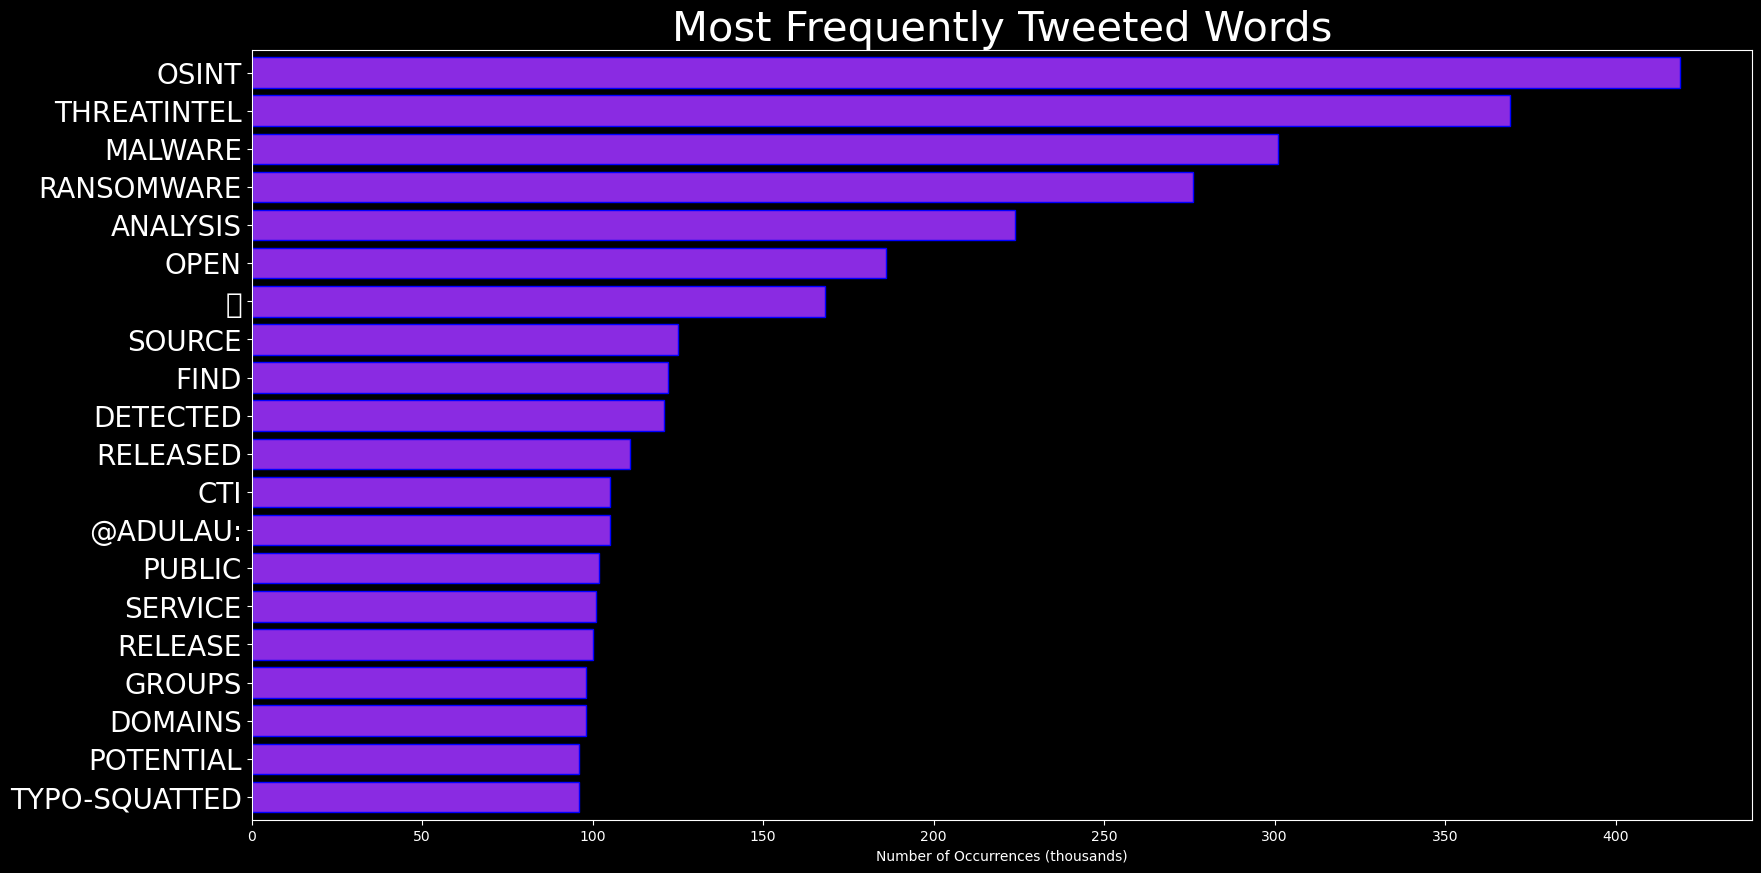 Most Frequently Tweeted Words
OSINT
THREATINTEL
MALWARE
RANSOMWARE
ANALYSIS
OPEN
SOURCE
FIND
DETECTED
RELEASED
CTI
@ADULAU:
PUBLIC
SERVICE
RELEASE
GROUPS
DOMAINS
POTENTIAL
TYPO-SQUATTED
0 50 100 150 200 250 300 350 400
Number of Occurrences (thousands)